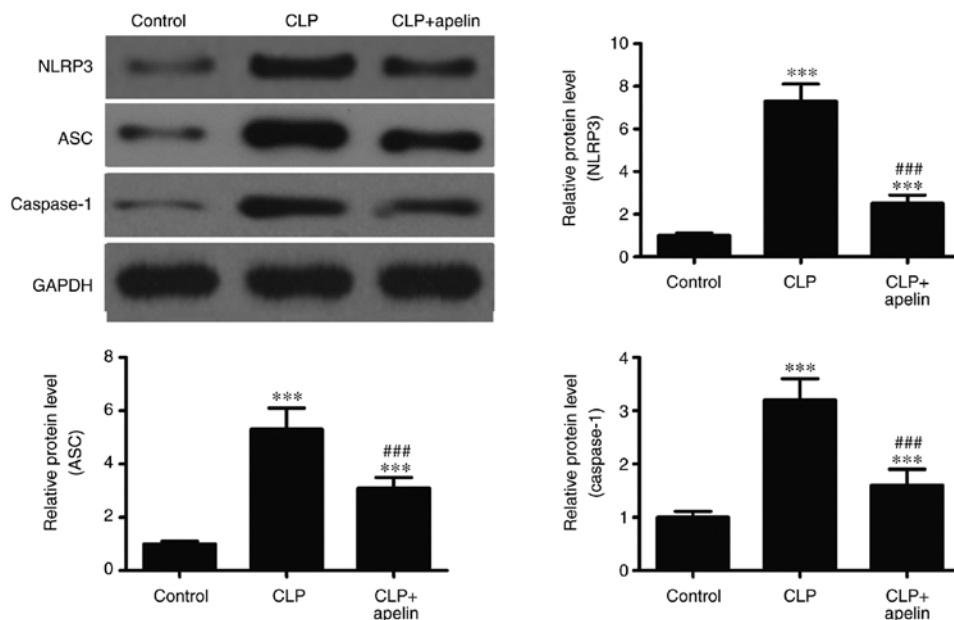 Control CLP CLP+apelin
NLRP3
ASC
Caspase-1
GAPDH
Relative protein level
(NLRP3)
10
8
6
4
2
0
***
###
***
Control CLP CLP+
apelin
Relative protein level
(ASC)
8
6
4
2
0
***
###
***
Control CLP CLP+
apelin
Relative protein level
(caspase-1)
4
3
2
1
0
***
###
***
Control CLP CLP+
apelin